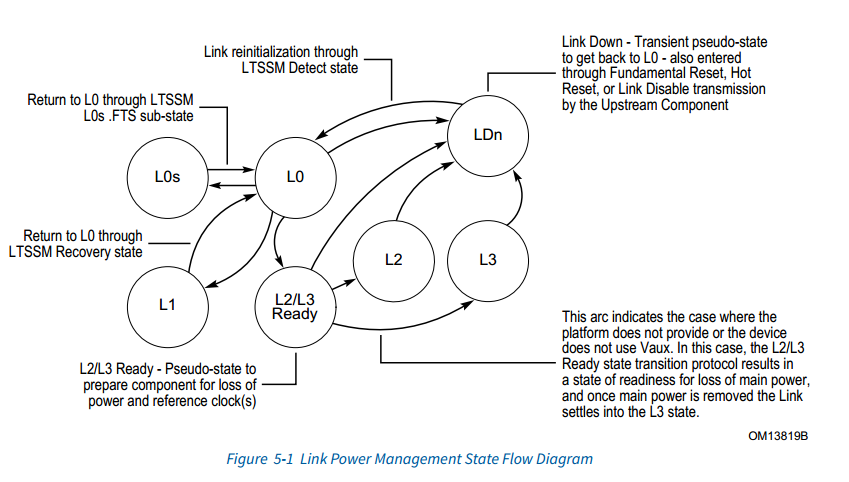 Link reinitialization through
LTSSM Detect state
Link Down - Transient pseudo-state
to get back to L0 - also entered
through Fundamental Reset, Hot
Reset, or Link Disable transmission
by the Upstream Component
Return to L0 through LTSSM
L0s .FTS sub-state
LDn
L0s
L0
Return to L0 through
LTSSM Recovery state
L2
L3
L1
L2/L3
Ready
This arc indicates the case where the
platform does not provide or the device
does not use Vaux. In this case, the L2/L3
Ready state transition protocol results in
a state of readiness for loss of main power,
and once main power is removed the Link
settles into the L3 state.
L2/L3 Ready - Pseudo-state to
prepare component for loss of
power and reference clock(s)
OM13819B
Figure 5-1 Link Power Management State Flow Diagram